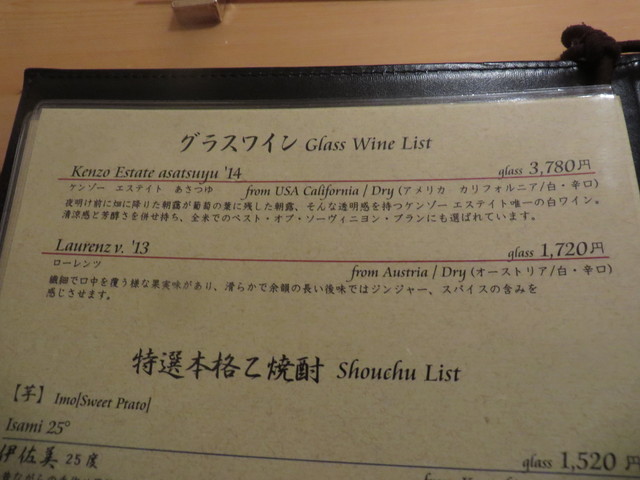 グラスワイン Glass Wine List
Kenzo Estate asatsuyu '14 glass 3,780円
ケンゾー エステイト あさつゆ from USA California / Dry (アメリカ カリフォルニア/白・辛口)
夜明け前に畑に降りた朝靄が葡萄の葉に残した朝露、そんな透明感を持つケンゾー エステイト唯一の白ワイン。
清涼感と芳醇さを併せ持ち、全米でのベスト・オブ・ソーヴィニヨン・ブランにも選ばれています。
Laurenz v. '13 glass 1,720円
ローレンツ from Austria / Dry (オーストリア/白・辛口)
繊細で口中を覆う様な果実味があり、滑らかで余韻の長い後味ではジンジャー、スパイスの含みを
感じさせます。
特選本格乙焼酎 Shouchu List
【芋】 Imo[Sweet Ptato]
Isami 25°
伊佐美 25度 glass 1,520 円